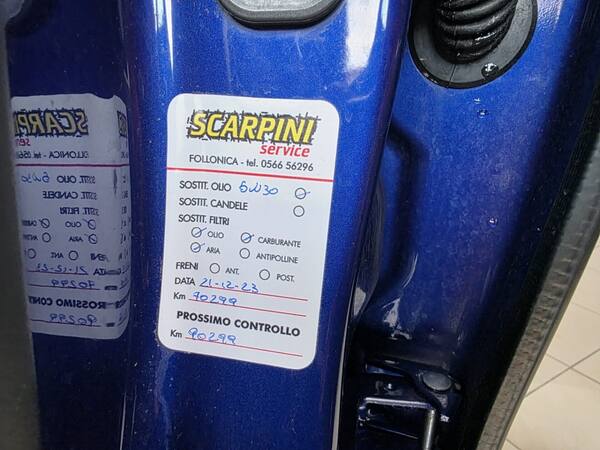 SCARPINI
service
FOLLONICA - tel. 0566 56296
SOSTIT. OLIO 5W30
SOSTIT. CANDELE
SOSTIT. FILTRI
OLIO CARBURANTE
ARIA ANTIPOLLINE
FRENI ANT. POST.
DATA 21-12-23
Km 70299
PROSSIMO CONTROLLO
Km 90299